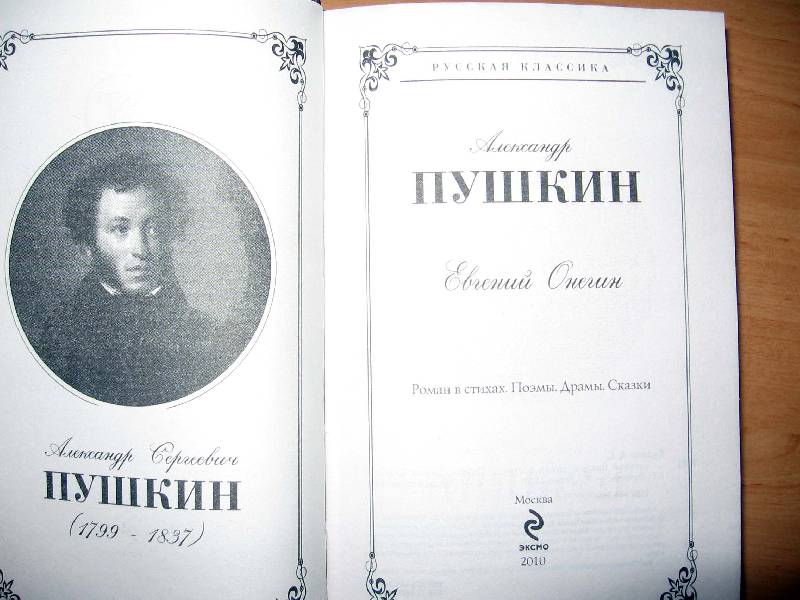 Александр Сергеевич
ПУШКИН
(1799 - 1837)
РУССКАЯ КЛАССИКА
Александр
ПУШКИН
Евгений Онегин
Роман в стихах. Поэмы. Драмы. Сказки
Москва
ЭКСМО
2010